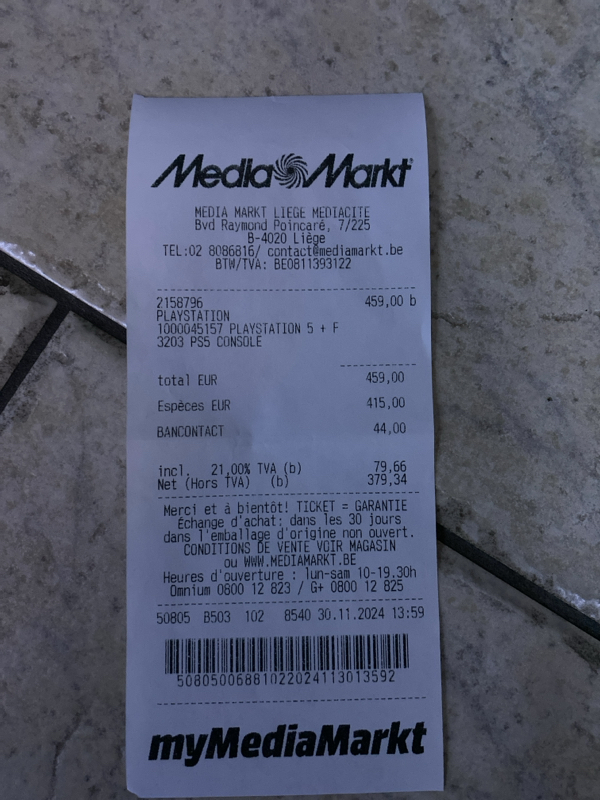 Media Markt
MEDIA MARKT LIEGE MEDIACITE
Bvd Raymond Poincaré, 7/225
B-4020 Liège
TEL:02 8086816/ contact@mediamarkt.be
BTW/TVA: BE0811393122
2158796 459,00 b
PLAYSTATION
1000045157 PLAYSTATION 5 + F
3203 PS5 CONSOLE
total EUR 459,00
Espèces EUR 415,00
BANCONTACT 44,00
incl. 21,00% TVA (b) 79,66
Net (Hors TVA) (b) 379,34
Merci et à bientôt! TICKET = GARANTIE
Échange d'achat: dans les 30 jours
dans l'emballage d'origine non ouvert.
CONDITIONS DE VENTE VOIR MAGASIN
ou WWW.MEDIAMARKT.BE
Heures d'ouverture : lun-sam 10-19.30h
Omnium 0800 12 823 / G+ 0800 12 825
50805 B503 102 8540 30.11.2024 13:59
50805006881022024113013592
myMediaMarkt